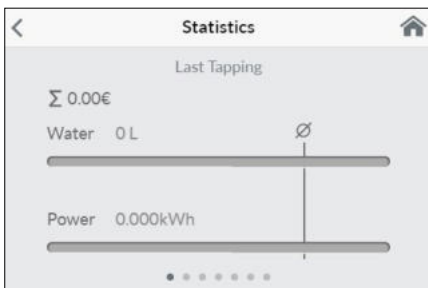 Statistics
Last Tapping
Σ 0.00€
Water 0 L Ø
Power 0.000kWh